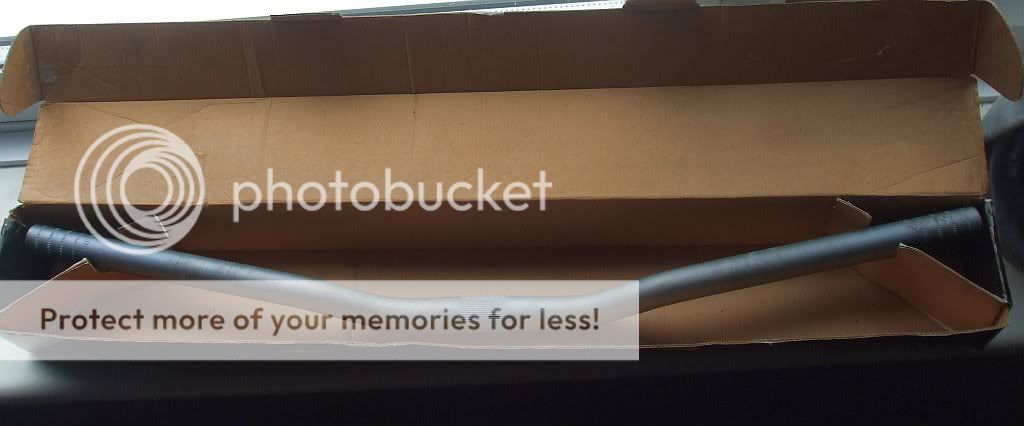 photobucket
Protect more of your memories for less!